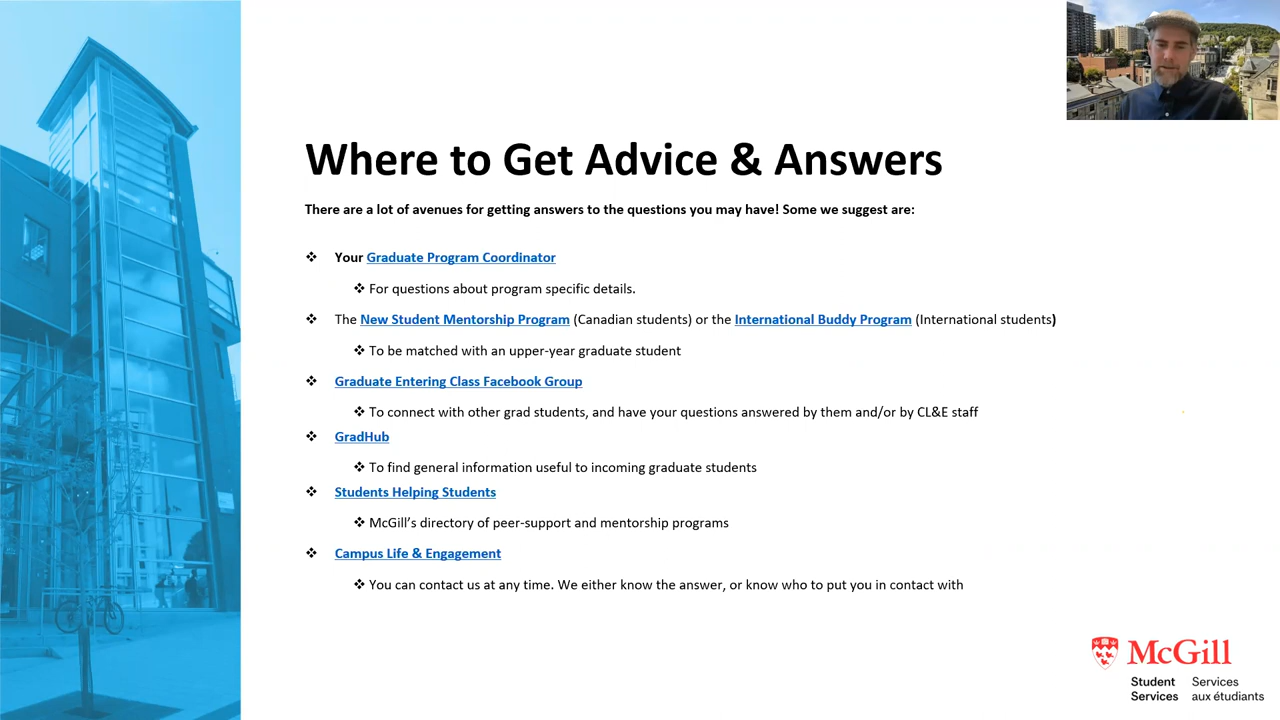 Where to Get Advice & Answers
There are a lot of avenues for getting answers to the questions you may have! Some we suggest are:
❖ Your Graduate Program Coordinator
❖ For questions about program specific details.
❖ The New Student Mentorship Program (Canadian students) or the International Buddy Program (International students)
❖ To be matched with an upper-year graduate student
❖ Graduate Entering Class Facebook Group
❖ To connect with other grad students, and have your questions answered by them and/or by CL&E staff
❖ GradHub
❖ To find general information useful to incoming graduate students
❖ Students Helping Students
❖ McGill’s directory of peer-support and mentorship programs
❖ Campus Life & Engagement
❖ You can contact us at any time. We either know the answer, or know who to put you in contact with
McGill
Student Services
Services aux étudiants